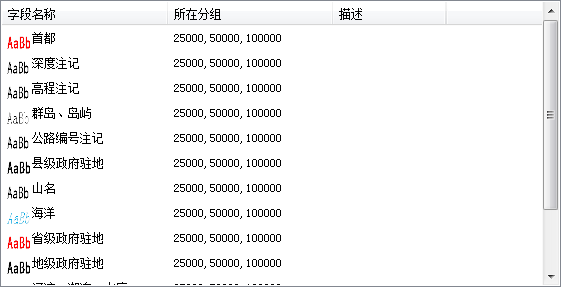 字段名称 所在分组 描述
AaBb 首都 25000,50000,100000
AaBb 深度注记 25000,50000,100000
AaBb 高程注记 25000,50000,100000
AaBb 群岛、岛屿 25000,50000,100000
AaBb 公路编号注记 25000,50000,100000
AaBb 县级政府驻地 25000,50000,100000
AaBb 山名 25000,50000,100000
AaBb 海洋 25000,50000,100000
AaBb 省级政府驻地 25000,50000,100000
AaBb 地级政府驻地 25000,50000,100000